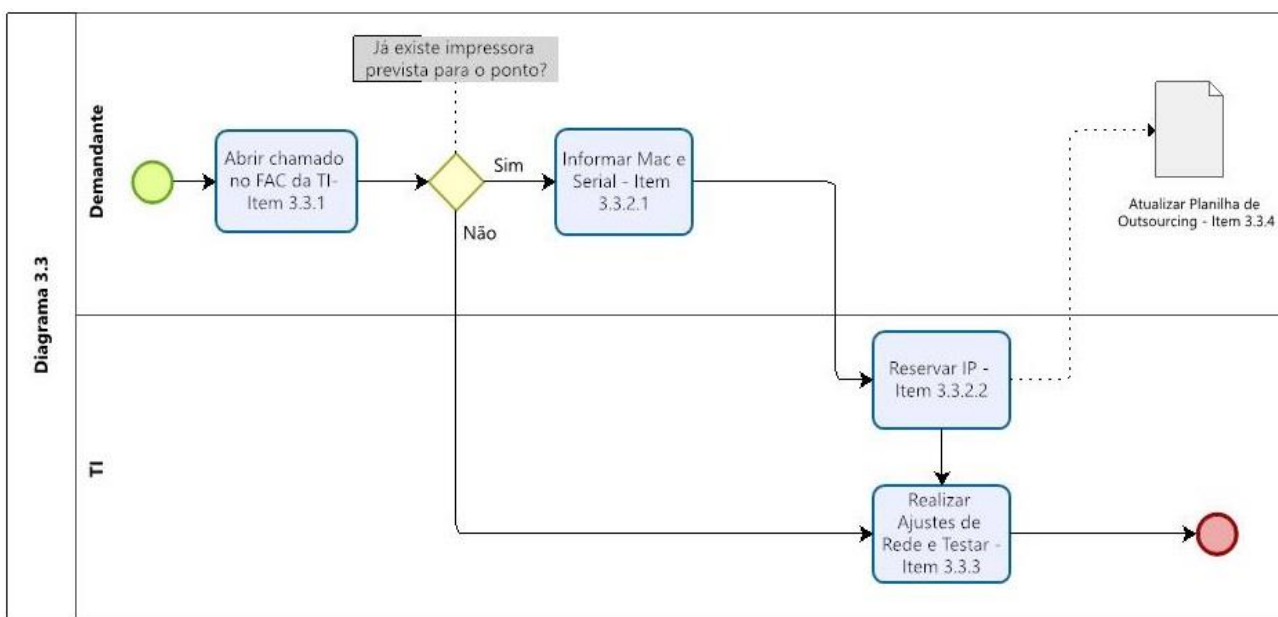 Diagrama 3.3
Demandante
Já existe impressora
prevista para o ponto?
Abrir chamado
no FAC da TI-
Item 3.3.1
Sim
Não
Informar Mac e
Serial - Item
3.3.2.1
Atualizar Planilha de
Outsourcing - Item 3.3.4
TI
Reservar IP -
Item 3.3.2.2
Realizar
Ajustes de
Rede e Testar -
Item 3.3.3